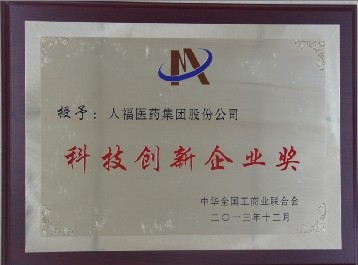 授予：人福医药集团股份公司
科技创新企业奖
中华全国工商业联合会
二〇一三年十二月